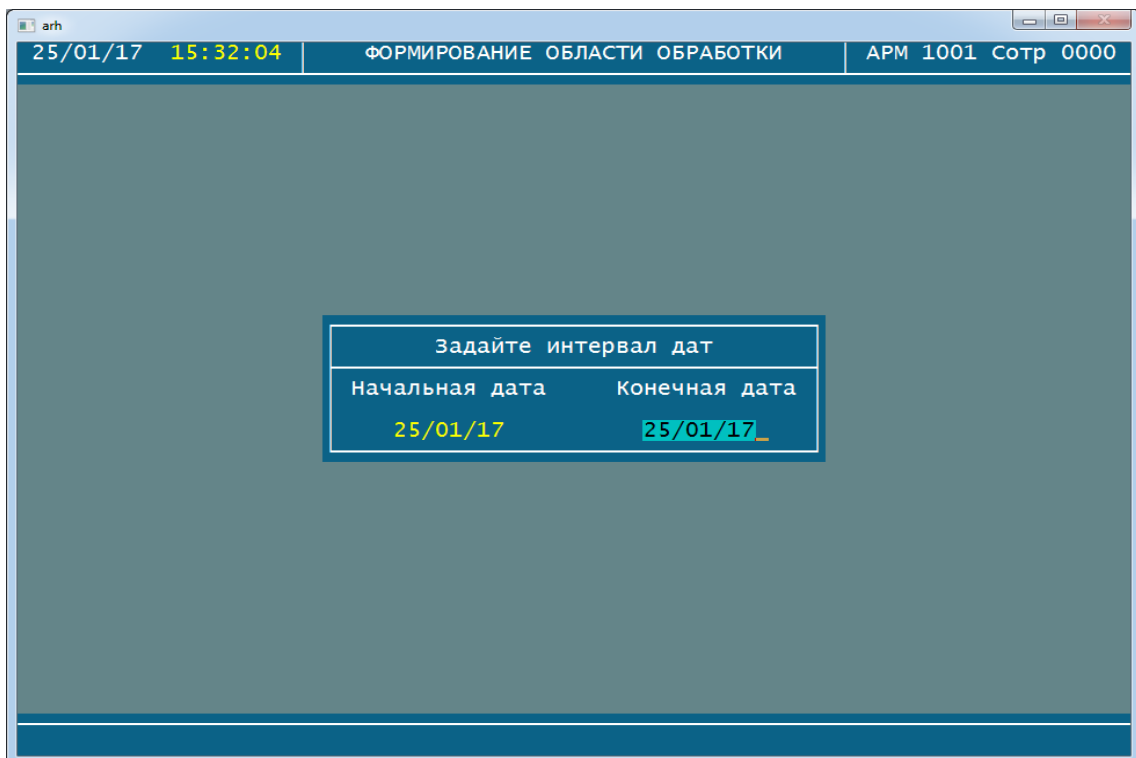 arh
25/01/17 15:32:04 ФОРМИРОВАНИЕ ОБЛАСТИ ОБРАБОТКИ АРМ 1001 Сотр 0000
Задайте интервал дат
Начальная дата Конечная дата
25/01/17 25/01/17_